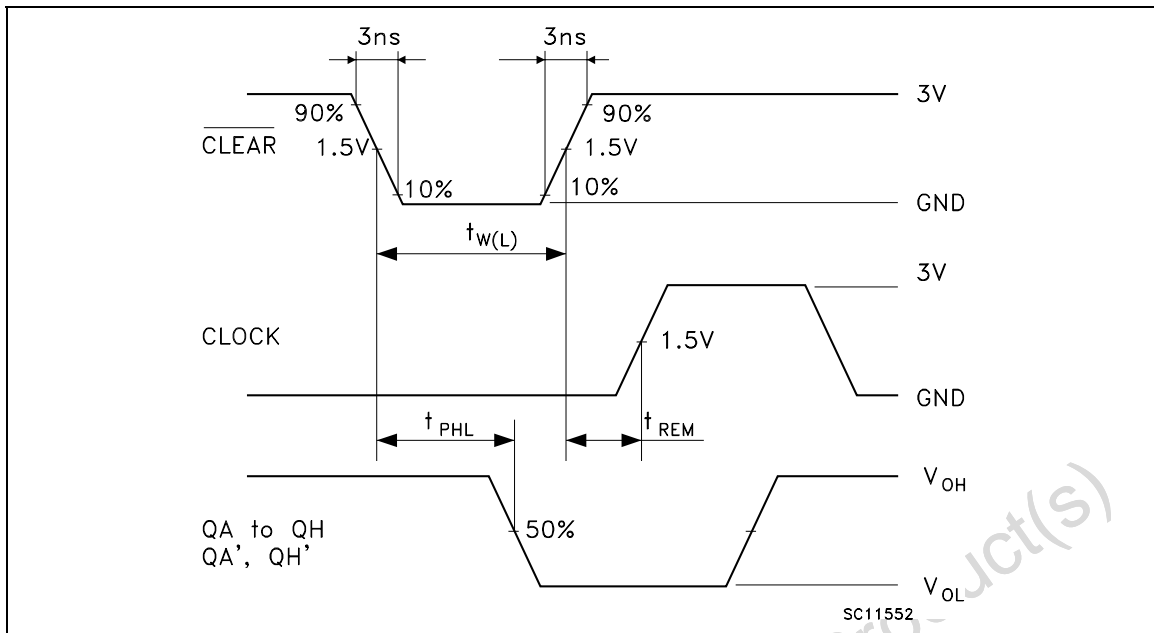 3ns 3ns
3V
90% 90%
CLEAR 1.5V 1.5V
10% 10%
GND
tW(L)
3V
CLOCK 1.5V
GND
tPHL tREM
VOH
QA to QH 50%
QA', QH'
VOL
SC11552